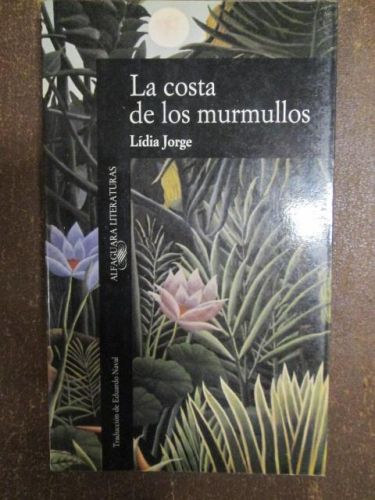 La costa
de los murmullos
Lídia Jorge
ALFAGUARA LITERATURAS
Traducción de Eduardo Naval